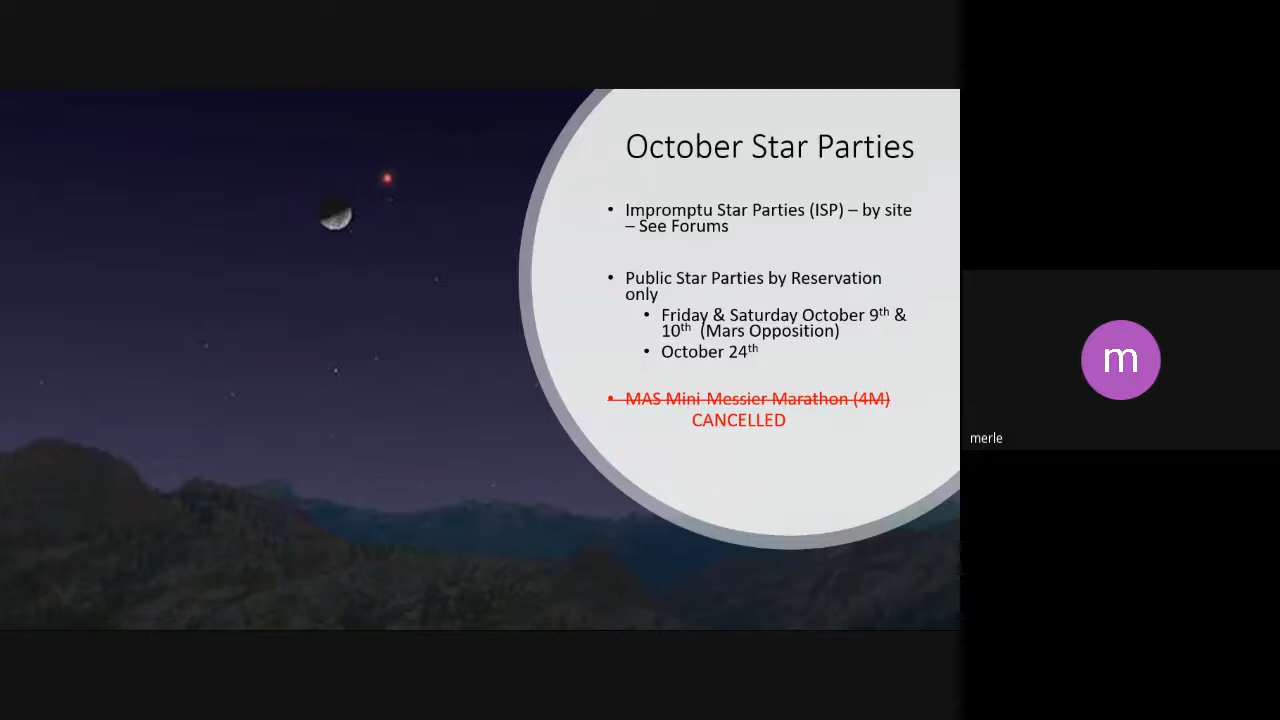 October Star Parties
• Impromptu Star Parties (ISP) – by site
– See Forums
• Public Star Parties by Reservation
only
• Friday & Saturday October 9th &
10th (Mars Opposition)
• October 24th
• MAS Mini-Messier Marathon (4M)
CANCELLED
m
merle